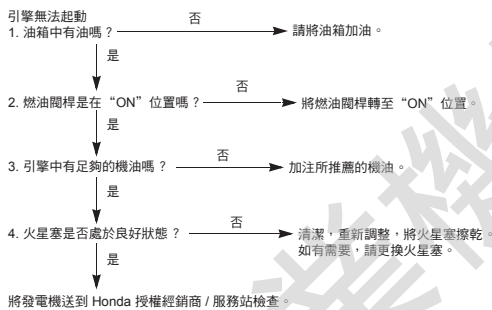 引擎無法起動
1. 油箱中有油嗎？ 否 請將油箱加油。
是
2. 燃油閥桿是在“ON”位置嗎？ 否 將燃油閥桿轉至“ON”位置。
是
3. 引擎中有足夠的機油嗎？ 否 加注所推薦的機油。
是
4. 火星塞是否處於良好狀態？ 否 清潔，重新調整，將火星塞擦乾。
如有需要，請更換火星塞。
是
將發電機送到 Honda 授權經銷商 / 服務站檢查。